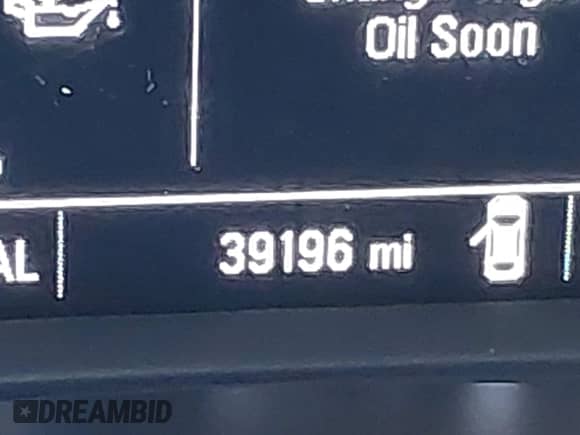 Oil Soon
AL
39196 mi
DREAMBID